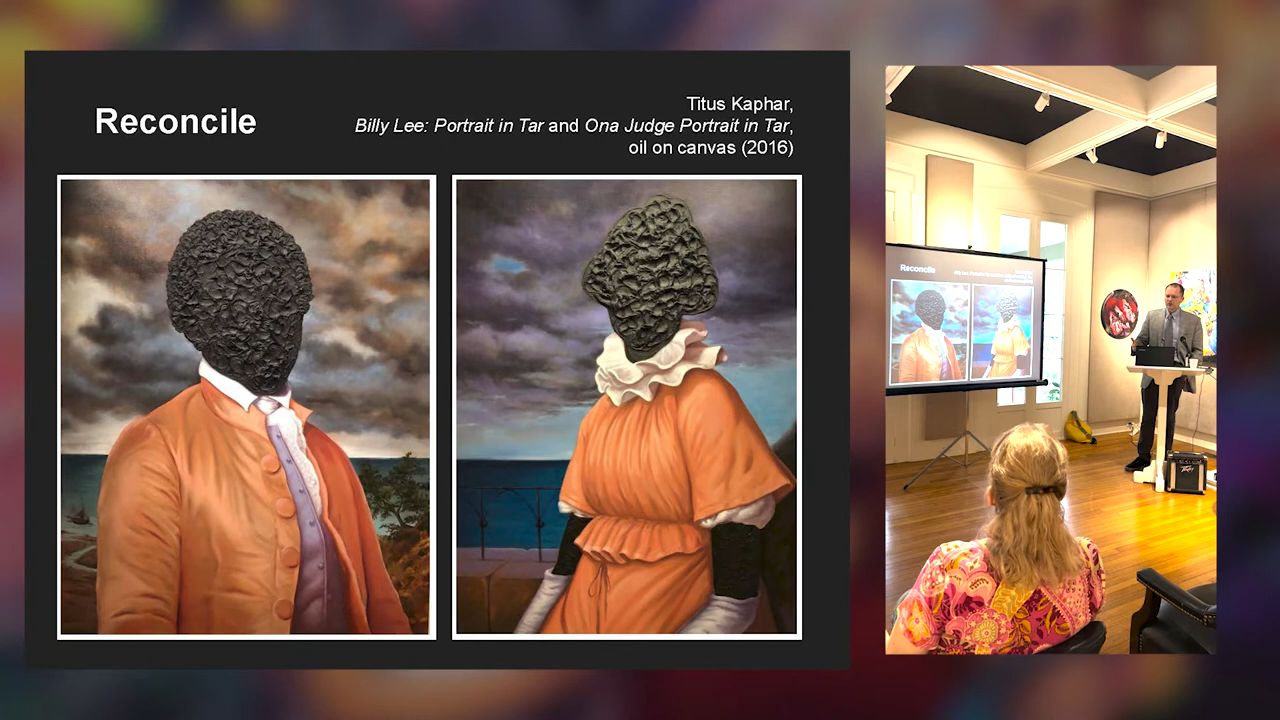 Reconcile
Titus Kaphar,
Billy Lee: Portrait in Tar and Ona Judge Portrait in Tar,
oil on canvas (2016)
Reconcile
PEAVEY